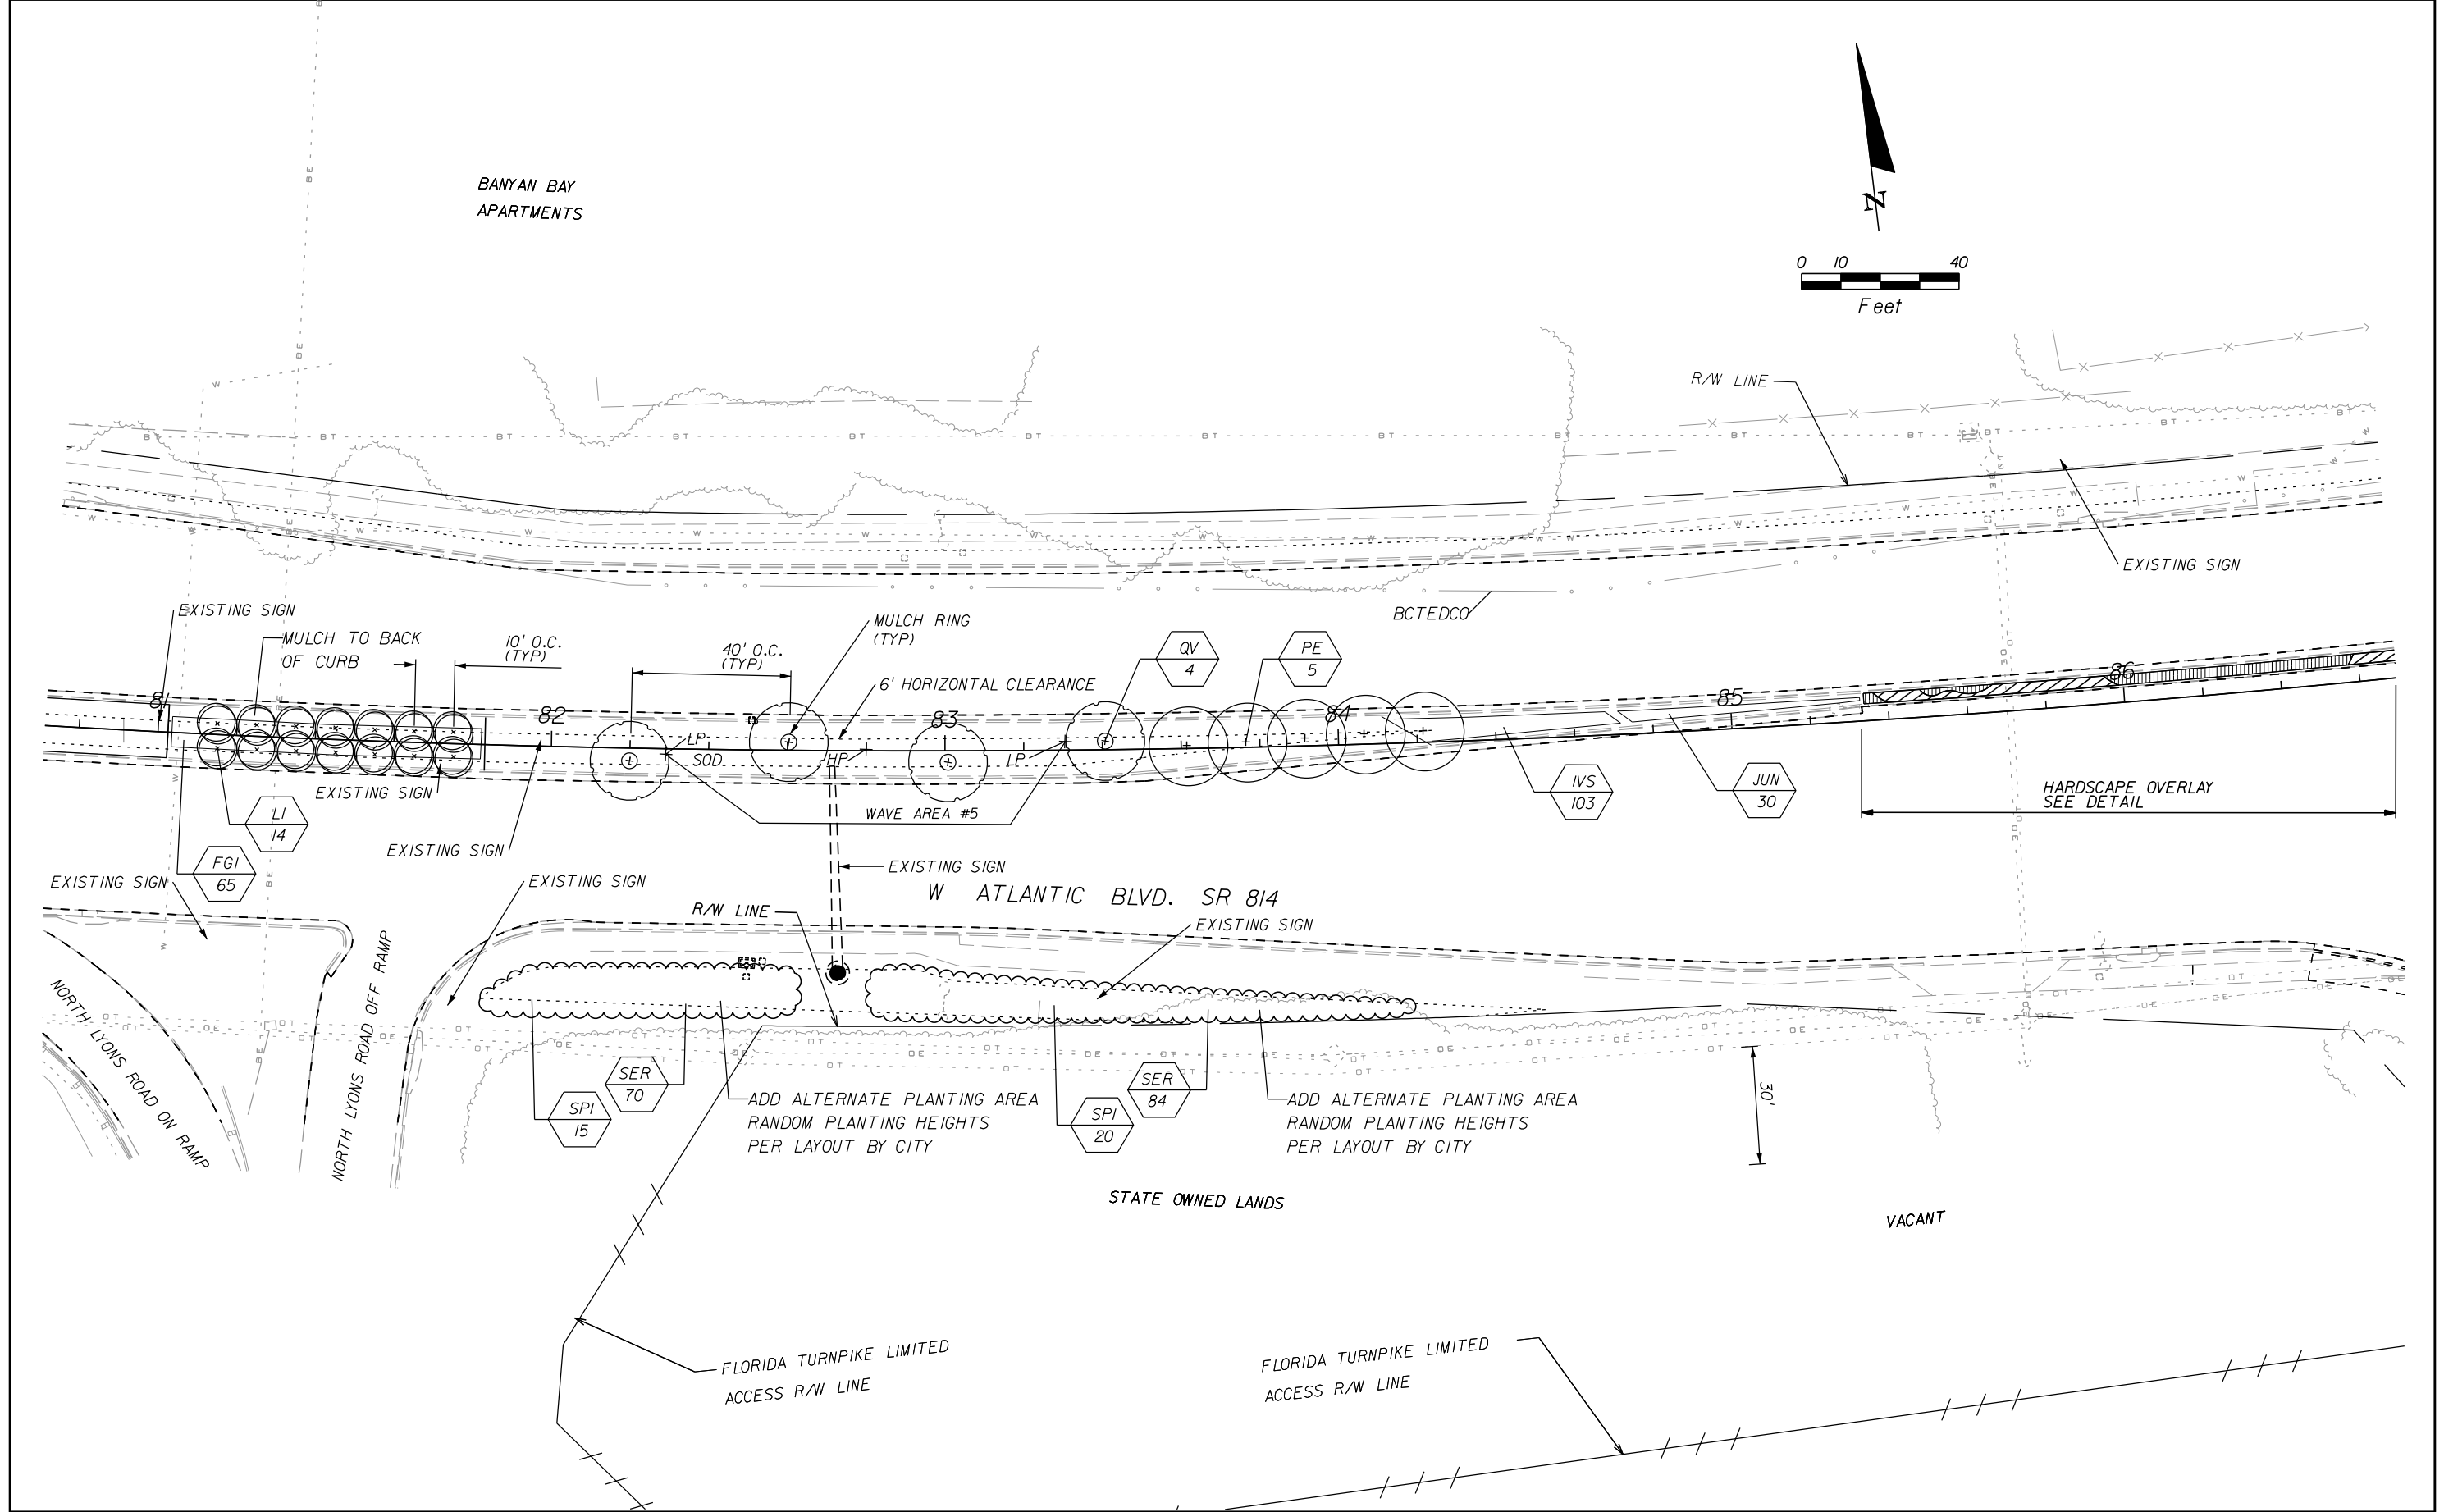 BANYAN BAY
APARTMENTS
N
0 10 40
Feet
R/W LINE
EXISTING SIGN
BCTEDCO
EXISTING SIGN
MULCH TO BACK
OF CURB
10' O.C.
(TYP)
40' O.C.
(TYP)
MULCH RING
(TYP)
6' HORIZONTAL CLEARANCE
QV
4
PE
5
81
82
83
84
85
86
LP
SOD
HP
LP
EXISTING SIGN
WAVE AREA #5
IVS
103
JUN
30
HARDSCAPE OVERLAY
SEE DETAIL
LI
14
FGI
65
EXISTING SIGN
EXISTING SIGN
EXISTING SIGN
EXISTING SIGN
W ATLANTIC BLVD. SR 814
R/W LINE
EXISTING SIGN
NORTH LYONS ROAD ON RAMP
NORTH LYONS ROAD OFF RAMP
SPI
15
SER
70
ADD ALTERNATE PLANTING AREA
RANDOM PLANTING HEIGHTS
PER LAYOUT BY CITY
SPI
20
SER
84
ADD ALTERNATE PLANTING AREA
RANDOM PLANTING HEIGHTS
PER LAYOUT BY CITY
30'
STATE OWNED LANDS
VACANT
FLORIDA TURNPIKE LIMITED
ACCESS R/W LINE
FLORIDA TURNPIKE LIMITED
ACCESS R/W LINE